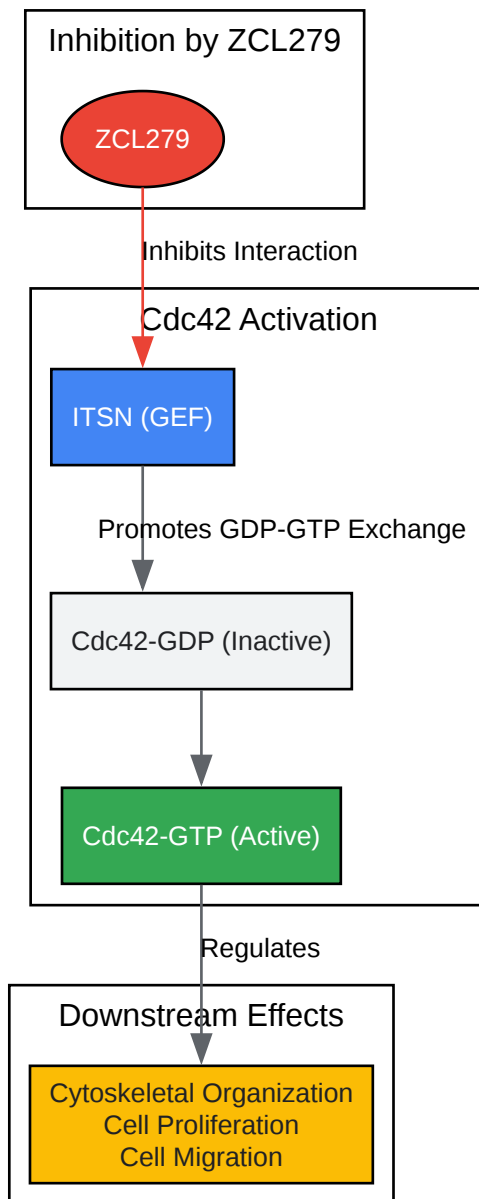 Inhibition by ZCL279
ZCL279
Inhibits Interaction
Cdc42 Activation
ITSN (GEF)
Promotes GDP-GTP Exchange
Cdc42-GDP (Inactive)
Cdc42-GTP (Active)
Regulates
Downstream Effects
Cytoskeletal Organization
Cell Proliferation
Cell Migration